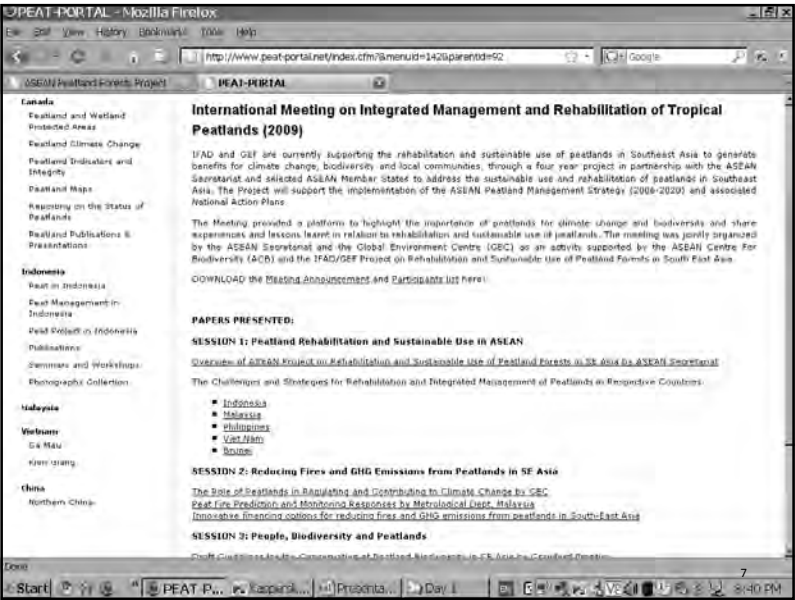 PEAT-PORTAL - Mozilla Firefox
Edit View History Bookmarks Tools Help
http://www.peat-portal.net/index.cfm?&menuid=142&parentid=92
Google
ASEAN Peatland Forests Project
PEAT-PORTAL
Canada
Peatland and Wetland
Protected Areas
Peatland Climate Change
Peatland Indicators and
Integrity
Peatland Maps
Reporting on the Status of
Peatlands
Peatland Publications &
Presentations
Indonesia
Peat in Indonesia
Peat Management in
Indonesia
Peat Project in Indonesia
Publications
Seminars and Workshops
Photographs Collection
Malaysia
Vietnam
Ca Mau
Kien Giang
China
Northern China
International Meeting on Integrated Management and Rehabilitation of Tropical
Peatlands (2009)
IFAD and GEF are currently supporting the rehabilitation and sustainable use of peatlands in Southeast Asia to generate
benefits for climate change, biodiversity and local communities, through a four year project in partnership with the ASEAN
Secretariat and selected ASEAN Member States to address the sustainable use and rehabilitation of peatlands in Southeast
Asia. The Project will support the implementation of the ASEAN Peatland Management Strategy (2006-2020) and associated
National Action Plans.
The Meeting provided a platform to highlight the importance of peatlands for climate change and biodiversity and share
experiences and lessons learnt in relation to rehabilitation and sustainable use of peatlands. The meeting was jointly organized
by the ASEAN Secretariat and the Global Environment Centre (GEC) as an activity supported by the ASEAN Centre For
Biodiversity (ACB) and the IFAD/GEF Project on Rehabilitation and Sustainable Use of Peatland Forests in South East Asia.
DOWNLOAD the Meeting Announcement and Participants list here!
PAPERS PRESENTED:
SESSION 1: Peatland Rehabilitation and Sustainable Use in ASEAN
Overview of ASEAN Project on Rehabilitation and Sustainable Use of Peatland Forests in SE Asia by ASEAN Secretariat
The Challenges and Strategies for Rehabilitation and Integrated Management of Peatlands in Respective Countries
Indonesia
Malaysia
Philippines
Viet Nam
Brunei
SESSION 2: Reducing Fires and GHG Emissions from Peatlands in SE Asia
The Role of Peatlands in Regulating and Contributing to Climate Change by GEC
Peat Fire Prediction and Monitoring Responses by Metrological Dept, Malaysia
Innovative financing options for reducing fires and GHG emissions from peatlands in South-East Asia
SESSION 3: People, Biodiversity and Peatlands
Draft Guidelines for the Conservation of Peatland Biodiversity in SE Asia by
Done
7
Start
PEAT-P...
Kaspersk...
Presenta...
Day 1
EN
8:40 PM